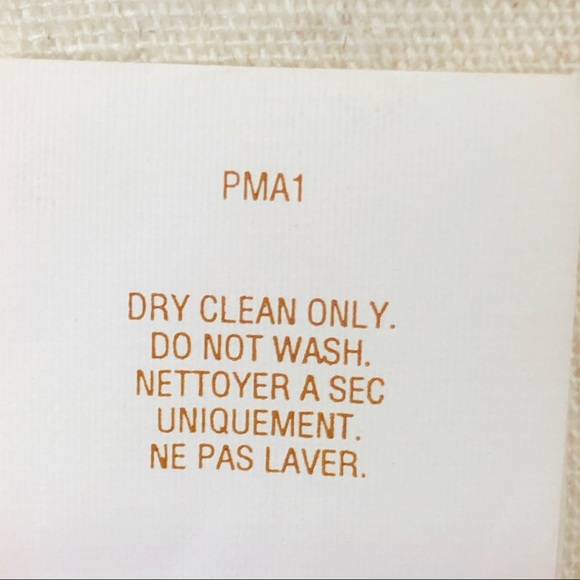 PMA1
DRY CLEAN ONLY.
DO NOT WASH.
NETTOYER A SEC
UNIQUEMENT.
NE PAS LAVER.